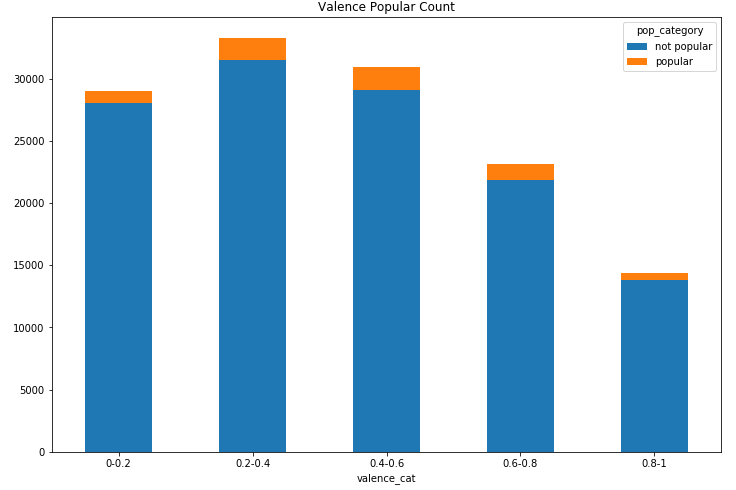 Valence Popular Count
pop_category
not popular
popular
30000
25000
20000
15000
10000
5000
0
0-0.2 0.2-0.4 0.4-0.6 0.6-0.8 0.8-1
valence_cat